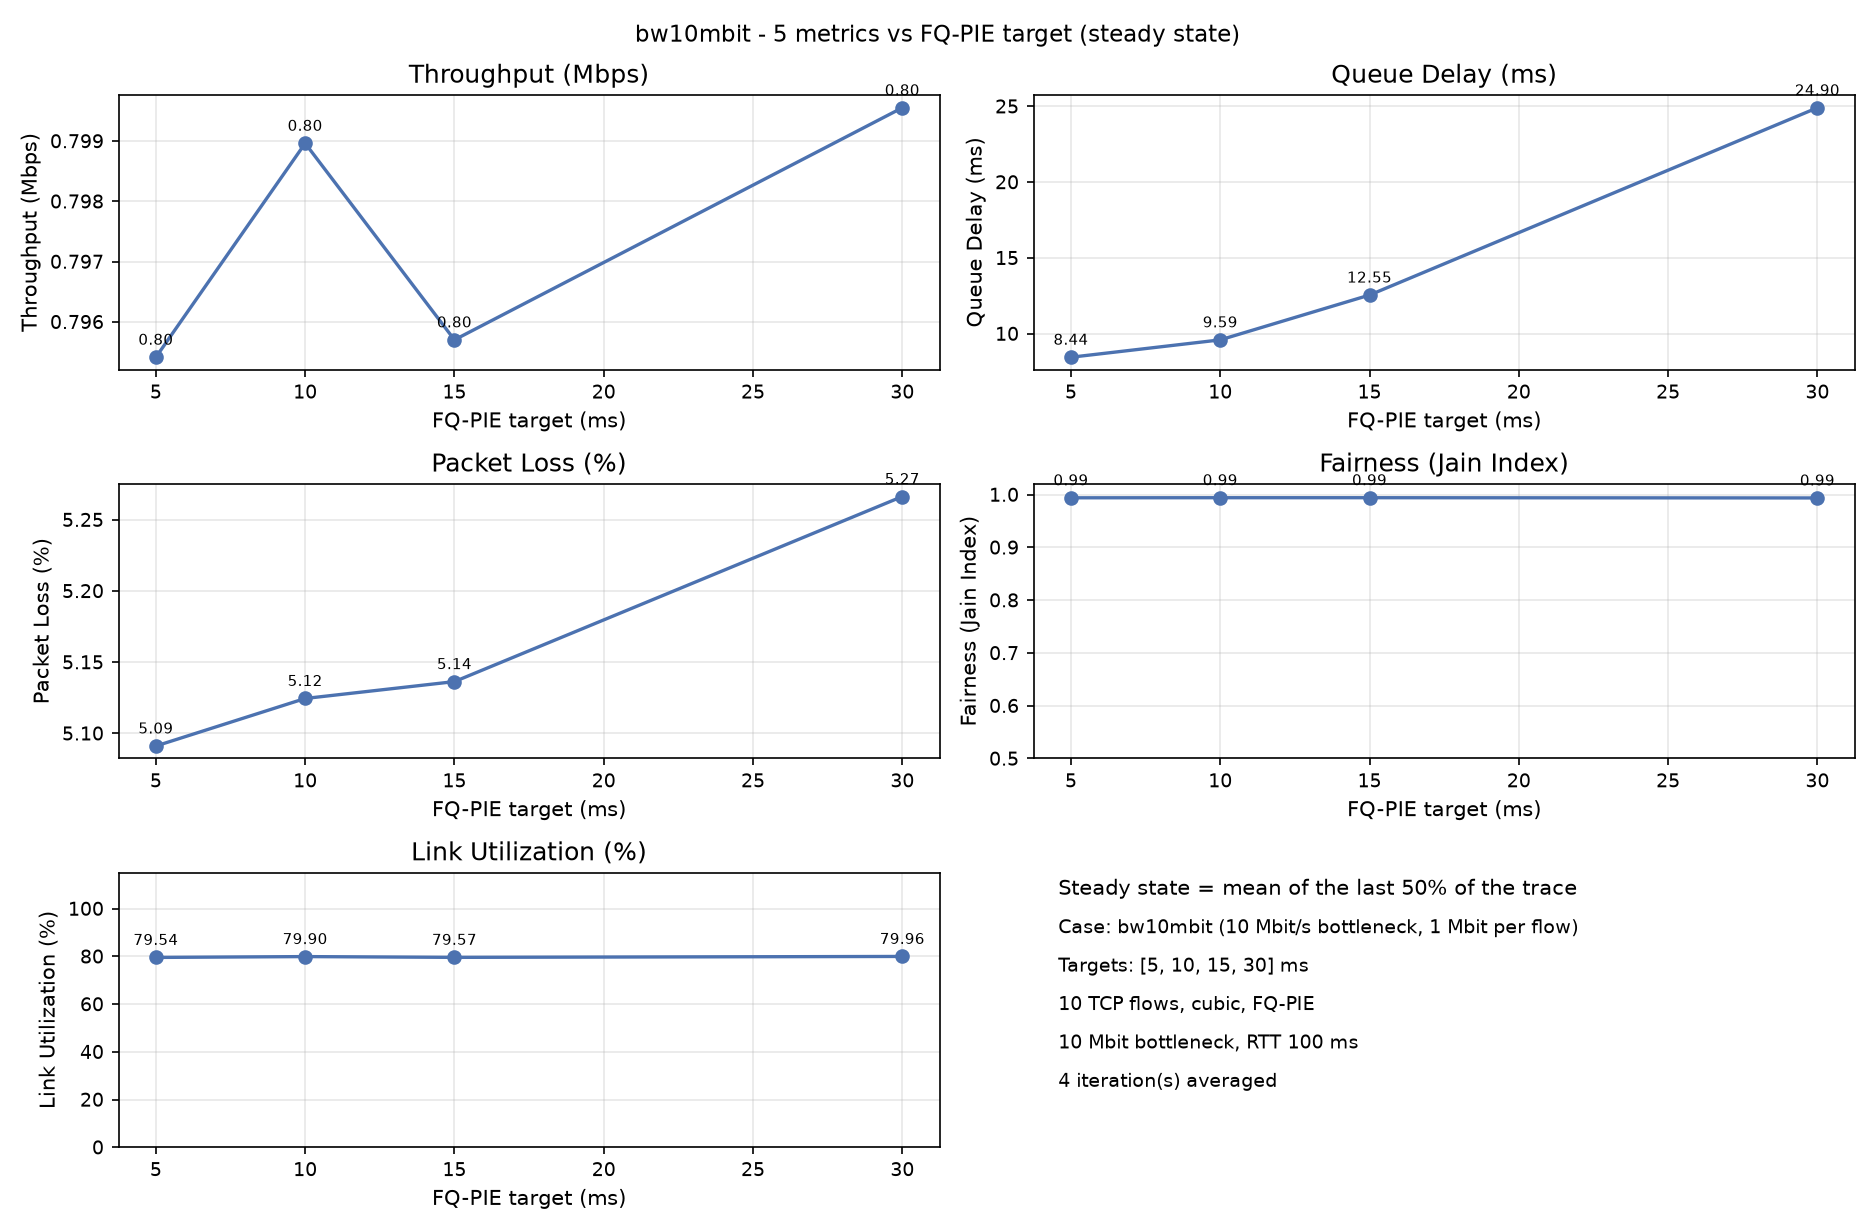 bw10mbit - 5 metrics vs FQ-PIE target (steady state)
Throughput (Mbps)
Throughput (Mbps)
0.799
0.798
0.797
0.796
0.80
0.80
0.80
0.80
5 10 15 20 25 30
FQ-PIE target (ms)
Queue Delay (ms)
Queue Delay (ms)
25
20
15
10
8.44
9.59
12.55
24.90
5 10 15 20 25 30
FQ-PIE target (ms)
Packet Loss (%)
Packet Loss (%)
5.25
5.20
5.15
5.10
5.09
5.12
5.14
5.27
5 10 15 20 25 30
FQ-PIE target (ms)
Fairness (Jain Index)
Fairness (Jain Index)
1.0
0.9
0.8
0.7
0.6
0.5
0.99
0.99
0.99
0.99
5 10 15 20 25 30
FQ-PIE target (ms)
Link Utilization (%)
Link Utilization (%)
100
80
60
40
20
0
79.54
79.90
79.57
79.96
5 10 15 20 25 30
FQ-PIE target (ms)
Steady state = mean of the last 50% of the trace
Case: bw10mbit (10 Mbit/s bottleneck, 1 Mbit per flow)
Targets: [5, 10, 15, 30] ms
10 TCP flows, cubic, FQ-PIE
10 Mbit bottleneck, RTT 100 ms
4 iteration(s) averaged